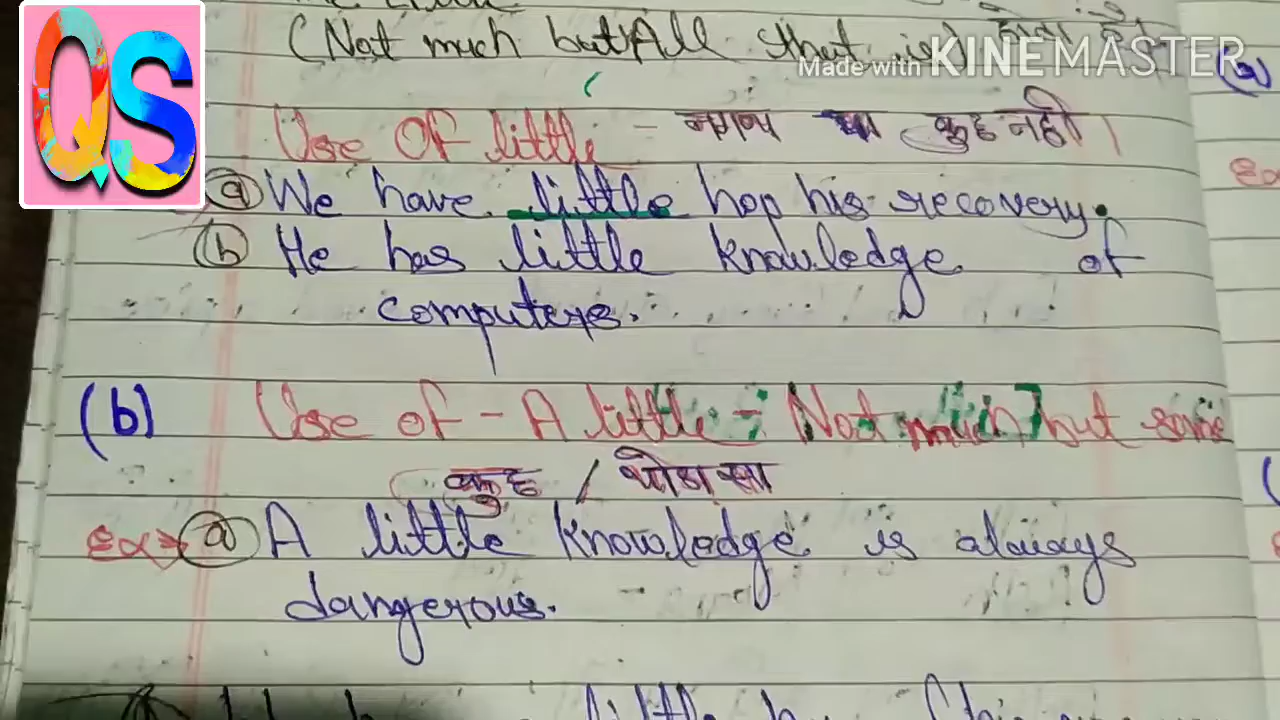 QS
(Not much but All that is) होता है।
Made with KINEMASTER
(a)
Use Of little - नगण्य या कुछ नहीं।
(a) We have little hop his recovery.
(b) He has little knowledge of
computers.
(b) Use of - A little - Not much but some
कुछ / थोड़ा सा
Ex → (a) A little knowledge is always
dangerous.
little